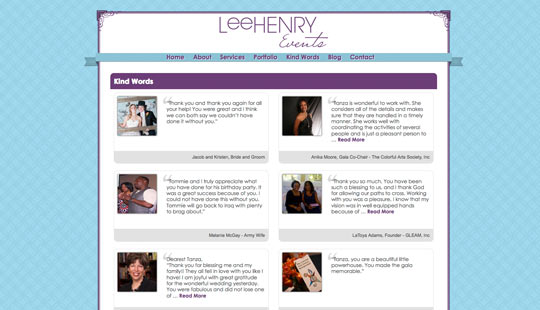 LeeHENRY
Events
Home About Services Portfolio Kind Words Blog Contact
Kind Words
"Thank you and thank you again for all
your help! You were great and I think
we can both say we couldn't have
done it without you."
Jacob and Kristen, Bride and Groom
"Tanza is wonderful to work with. She
considers all of the details and makes
sure that they are handled in a timely
manner. She works well with
coordinating the activities of several
people and is just a pleasant person to
... Read More
Anika Moore, Gala Co-Chair - The Colorful Arts Society, Inc
"Tommie and I truly appreciate what
you have done for his birthday party. It
was a great success because of you. I
could not have done this without you.
Tommie will go back to Iraq with plenty
to brag about."
Melanie McGay - Army Wife
"Thank you so much. You have been
such a blessing to us, and I thank God
for allowing our paths to cross. Working
with you was a pleasure. I know that my
vision was in well equipped hands
because of ... Read More
LaToya Adams, Founder - GLEAM, Inc
Dearest Tanza,
"Thank you for blessing me and my
family! They all fell in love with you like I
have! I am joyful with great gratitude
for the wonderful wedding yesterday.
You were fabulous and did not lose one
of ... Read More
"Tanza, you are a beautiful little
powerhouse. You made the gala
memorable."